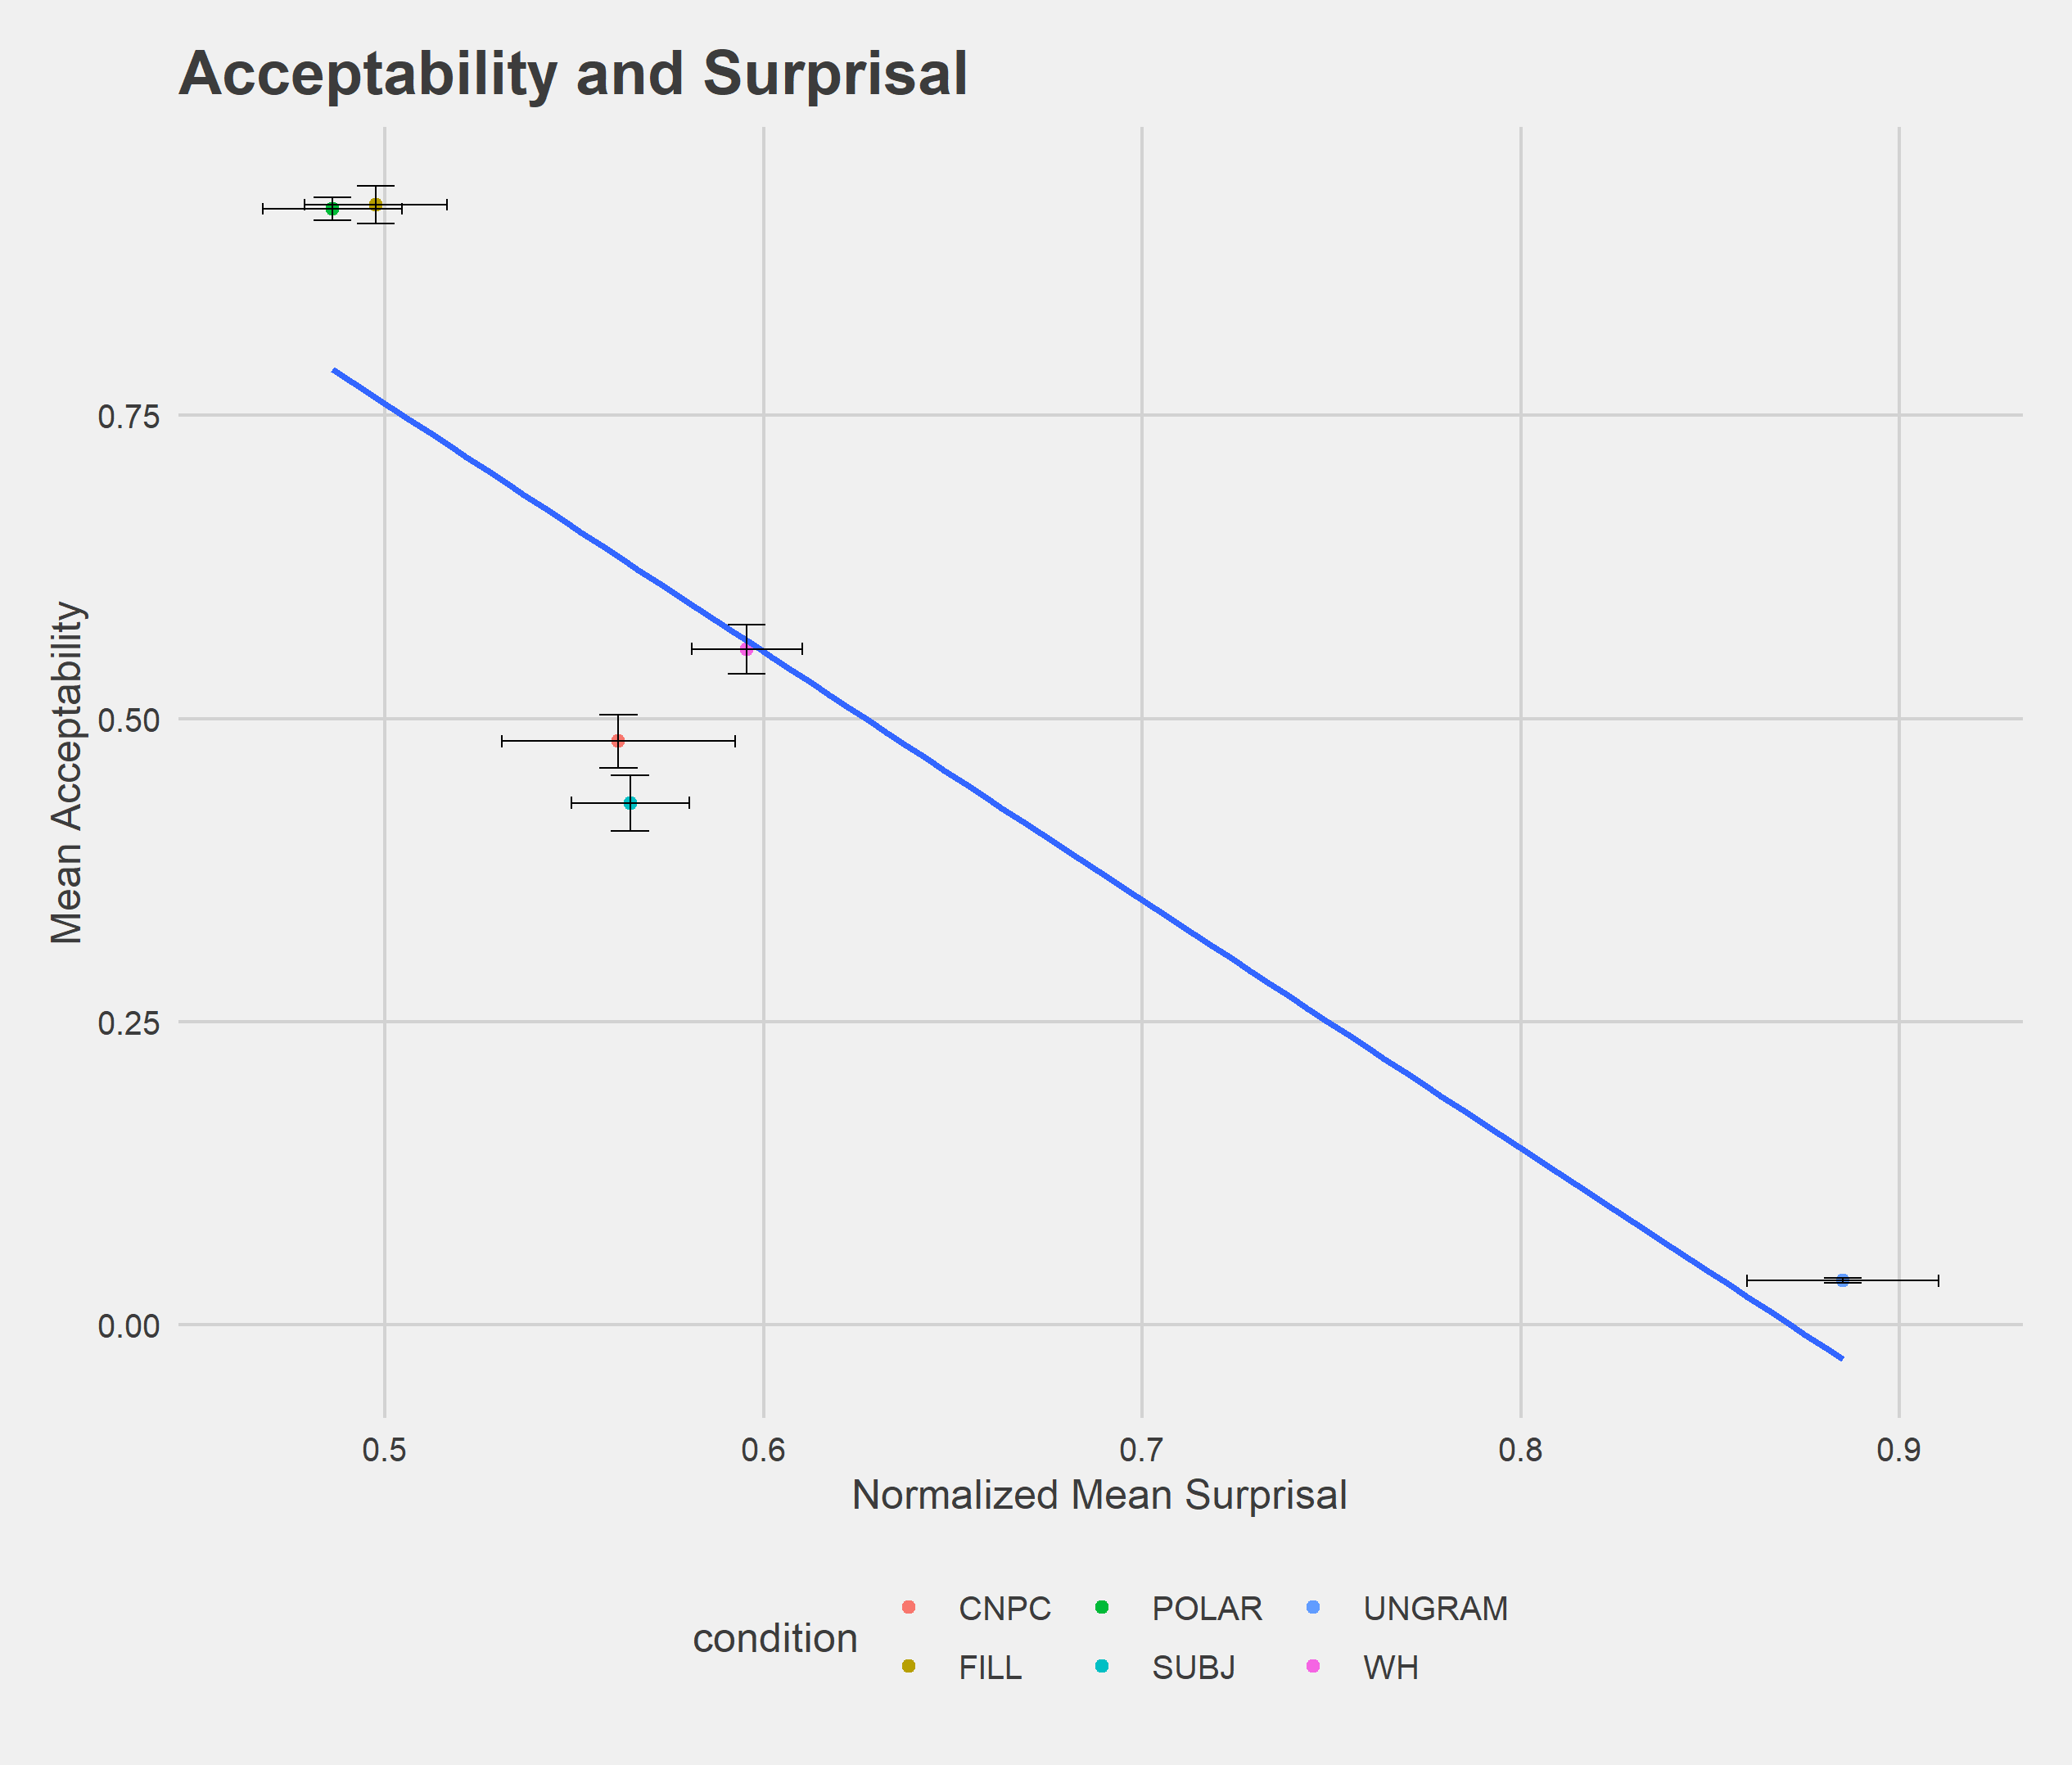 Acceptability and Surprisal
Mean Acceptability
0.75
0.50
0.25
0.00
0.5 0.6 0.7 0.8 0.9
Normalized Mean Surprisal
condition
CNPC POLAR UNGRAM
FILL SUBJ WH